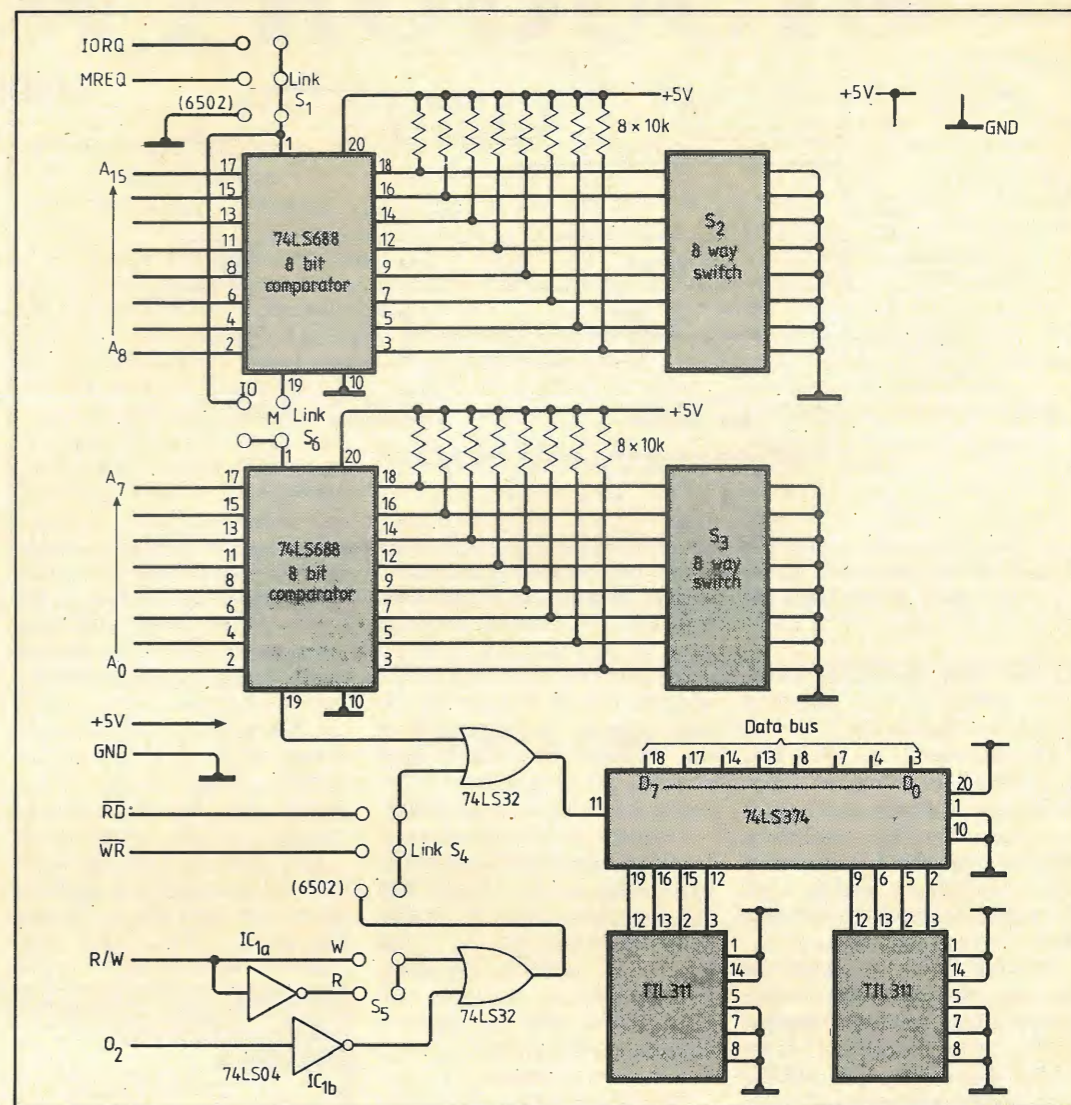 IORQ
MREQ
(6502)
Link
S1
1
20
+5V
8 × 10k
+5V
GND
A15
A8
17
15
13
11
8
6
4
2
74LS688
8 bit
comparator
18
16
14
12
9
7
5
3
S2
8 way
switch
19
10
IO
M
Link
S6
1
20
+5V
8 × 10k
A7
A0
17
15
13
11
8
6
4
2
74LS688
8 bit
comparator
18
16
14
12
9
7
5
3
S3
8 way
switch
19
10
+5V
GND
74LS32
R̅D̅
W̅R̅
Link S4
(6502)
Data bus
18 17 14 13 8 7 4 3
D7 D0
11
74LS374
20
1
10
19 16 15 12
9 6 5 2
12 13 2 3
12 13 2 3
TIL311
1
14
5
7
8
TIL311
1
14
5
7
8
R/W
IC1a
W
R
S5
74LS32
O2
74LS04
IC1b